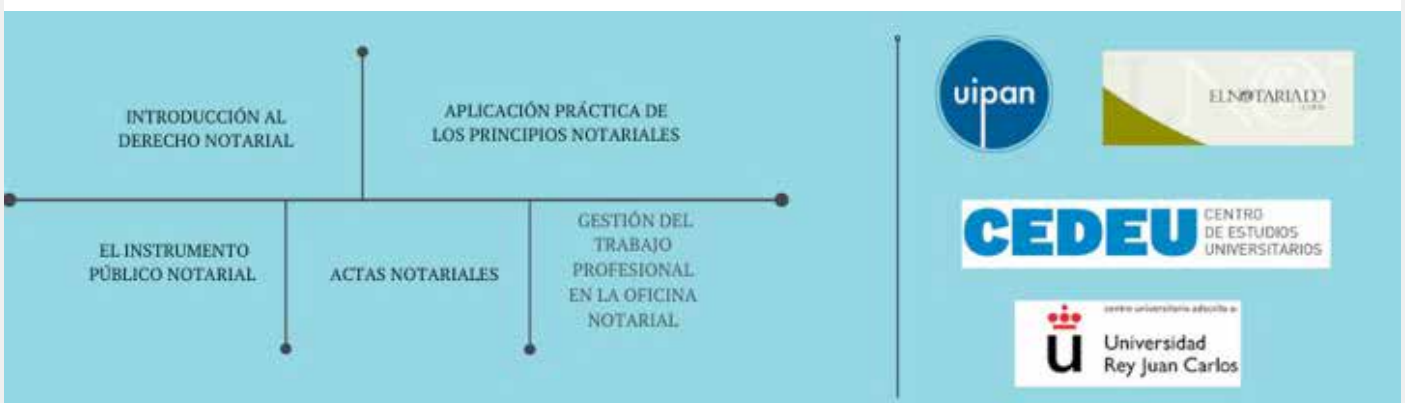 INTRODUCCIÓN AL
DERECHO NOTARIAL
APLICACIÓN PRÁCTICA DE
LOS PRINCIPIOS NOTARIALES
EL INSTRUMENTO
PÚBLICO NOTARIAL
ACTAS NOTARIALES
GESTIÓN DEL
TRABAJO
PROFESIONAL
EN LA OFICINA
NOTARIAL
uipan
ELNOTARIADO
CEDEU
CENTRO
DE ESTUDIOS
UNIVERSITARIOS
centro universitario adscrito a:
u
Universidad
Rey Juan Carlos